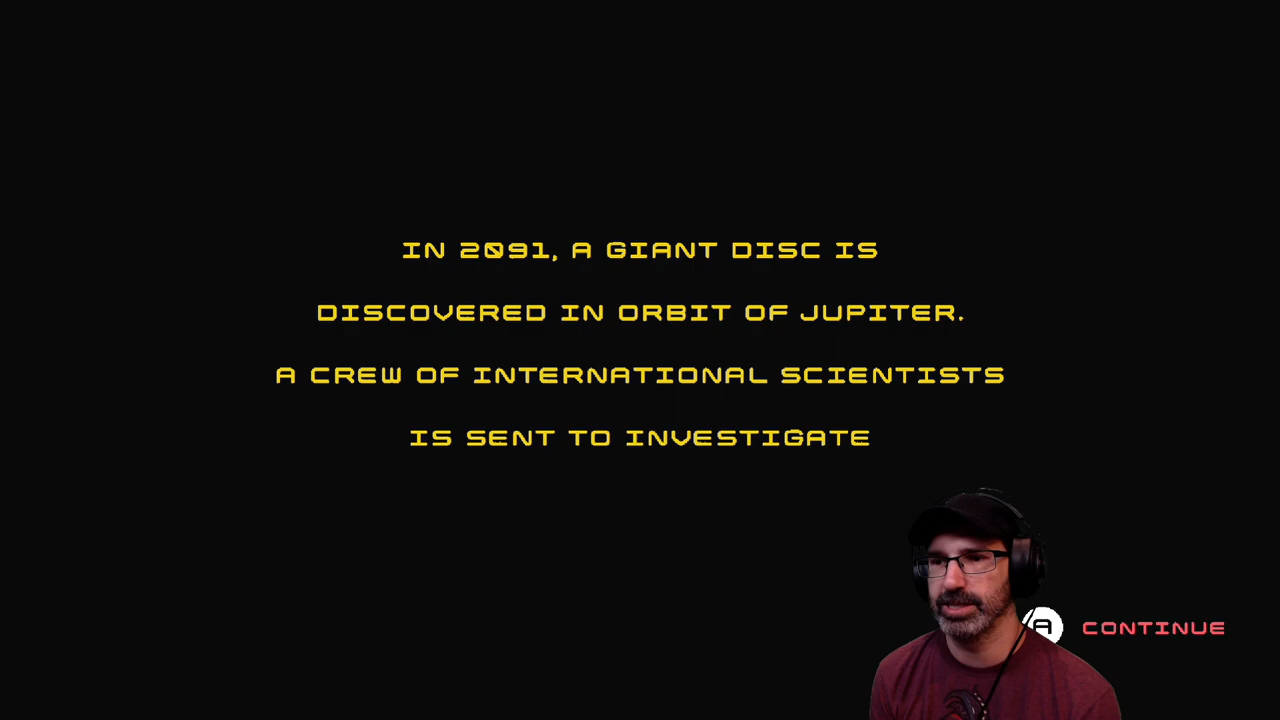 IN 2091, A GIANT DISC IS
DISCOVERED IN ORBIT OF JUPITER.
A CREW OF INTERNATIONAL SCIENTISTS
IS SENT TO INVESTIGATE
A CONTINUE